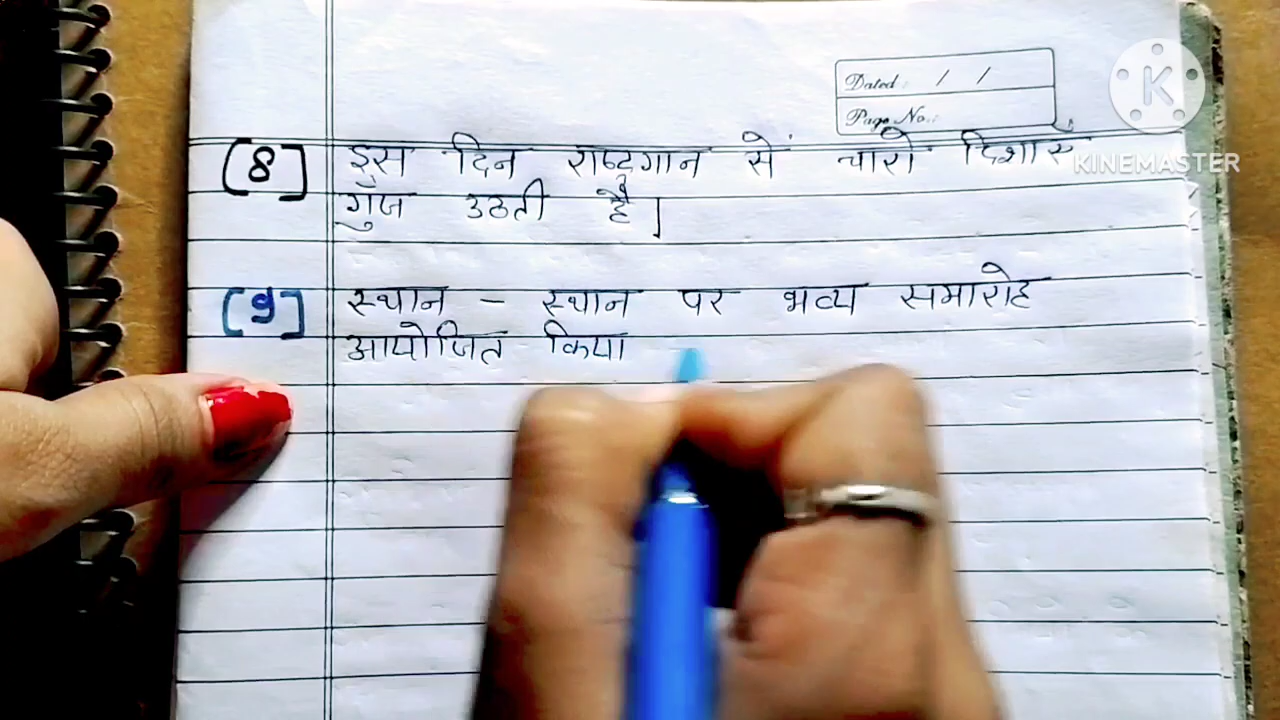 Dated : / /
Page No.:
KINEMASTER
[8] इस दिन राष्ट्रगान से चारो दिशाएँ
गुँज उठती है।
[9] स्थान - स्थान पर भव्य समारोह
आयोजित किया